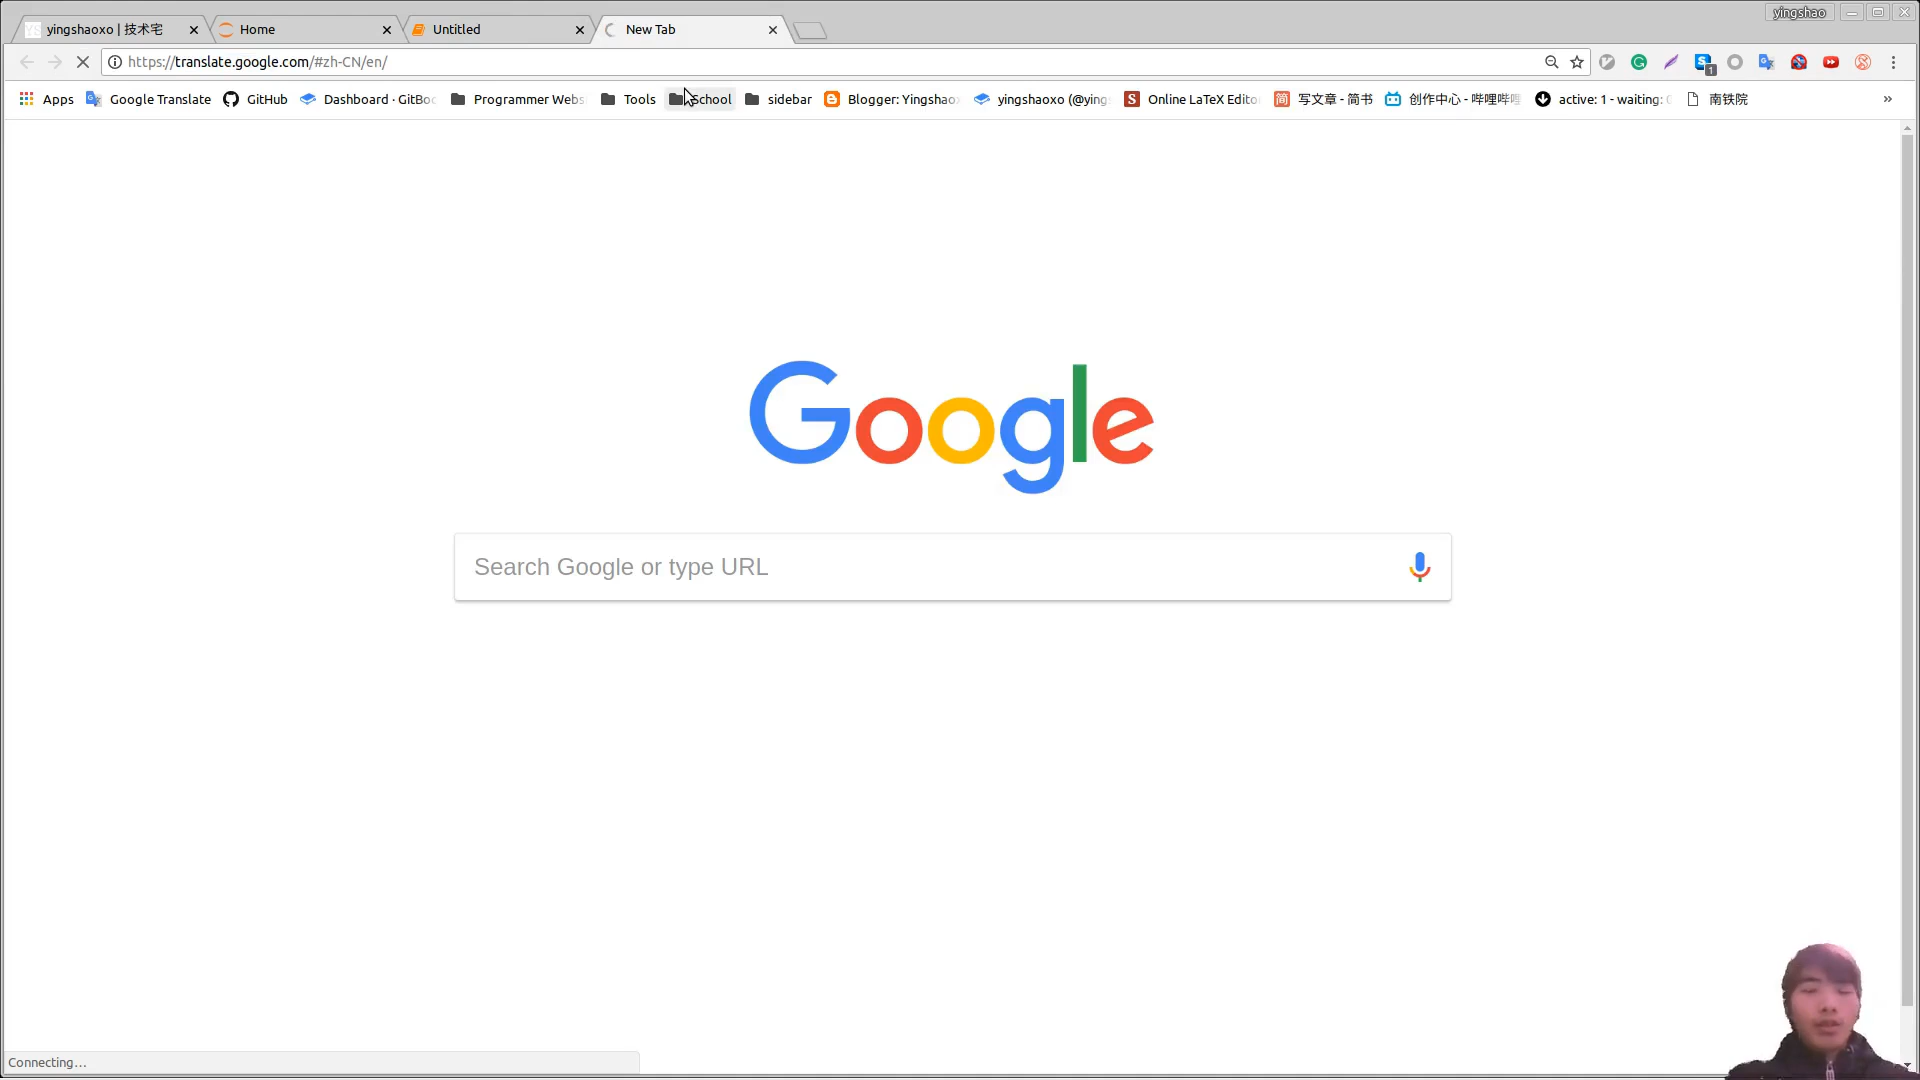 yingshaoxo | 技术宅
Home
Untitled
New Tab
yingshao
https://translate.google.com/#zh-CN/en/
1
Apps
Google Translate
GitHub
Dashboard · GitBoo
Programmer Webs
Tools
School
sidebar
Blogger: Yingshao
yingshaoxo (@ying
Online LaTeX Edito
写文章 - 简书
创作中心 - 哔哩哔哩
active: 1 - waiting:
南铁院
»
Google
Search Google or type URL
Connecting...